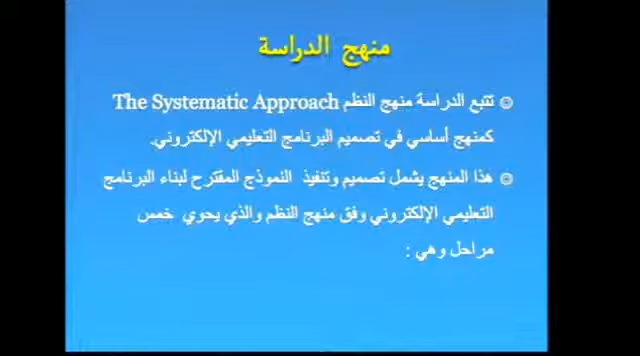 منهج الدراسة
تتبع الدراسة منهج النظم The Systematic Approach
كمنهج أساسي في تصميم البرنامج التعليمي الإلكتروني.
هذا المنهج يشمل تصميم وتنفيذ النموذج المقترح لبناء البرنامج
التعليمي الإلكتروني وفق منهج النظم والذي يحوي خمس
مراحل وهي :